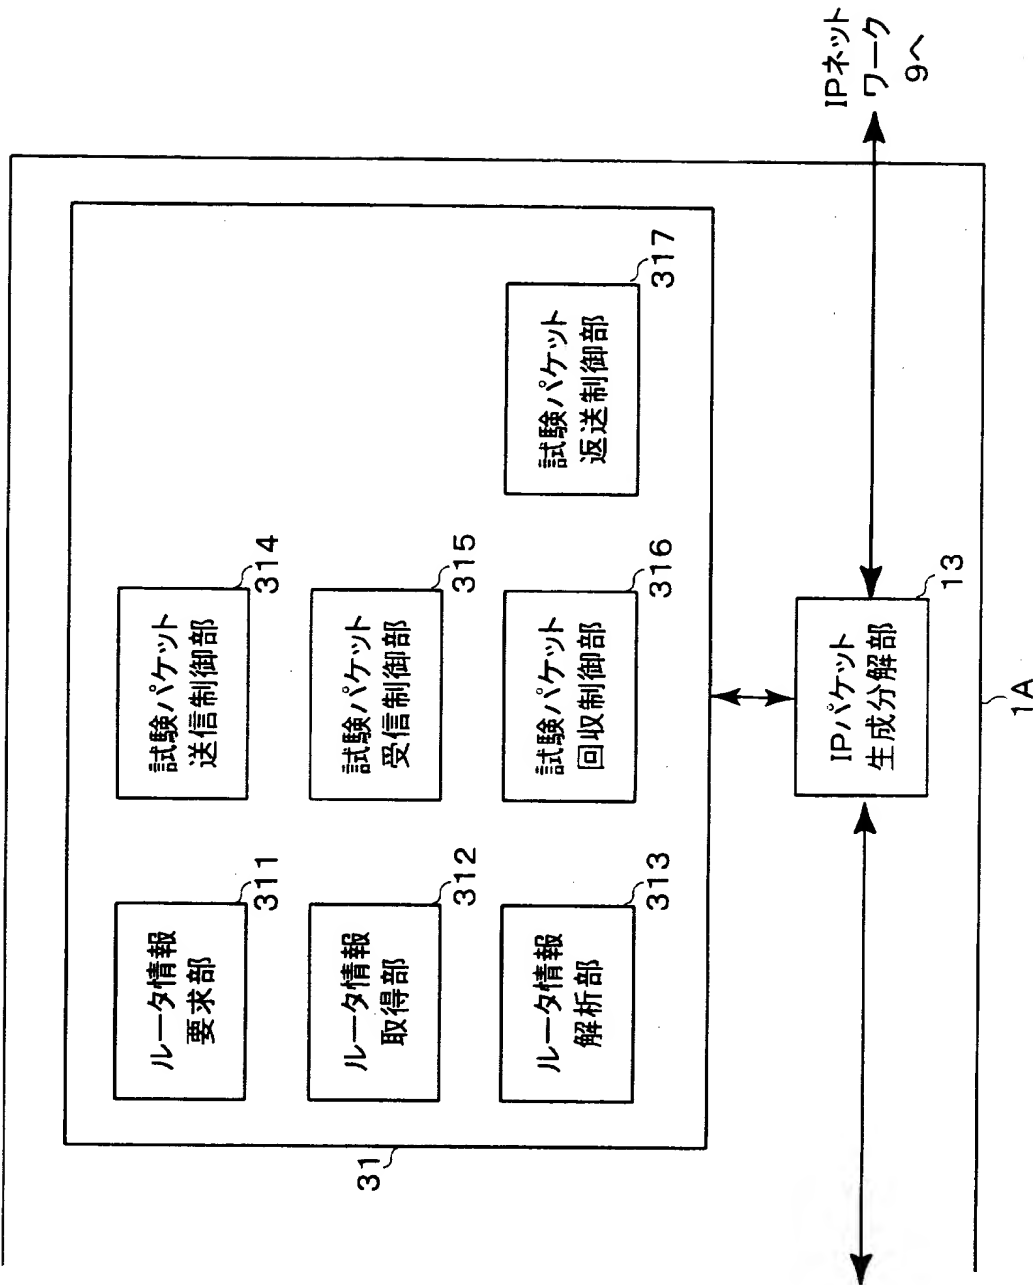 ルータ情報
要求部
311
試験パケット
送信制御部
314
ルータ情報
取得部
312
試験パケット
受信制御部
315
ルータ情報
解析部
313
試験パケット
回収制御部
316
試験パケット
返送制御部
317
31
IPパケット
生成分解部
13
1A
IPネット
ワーク
9へ